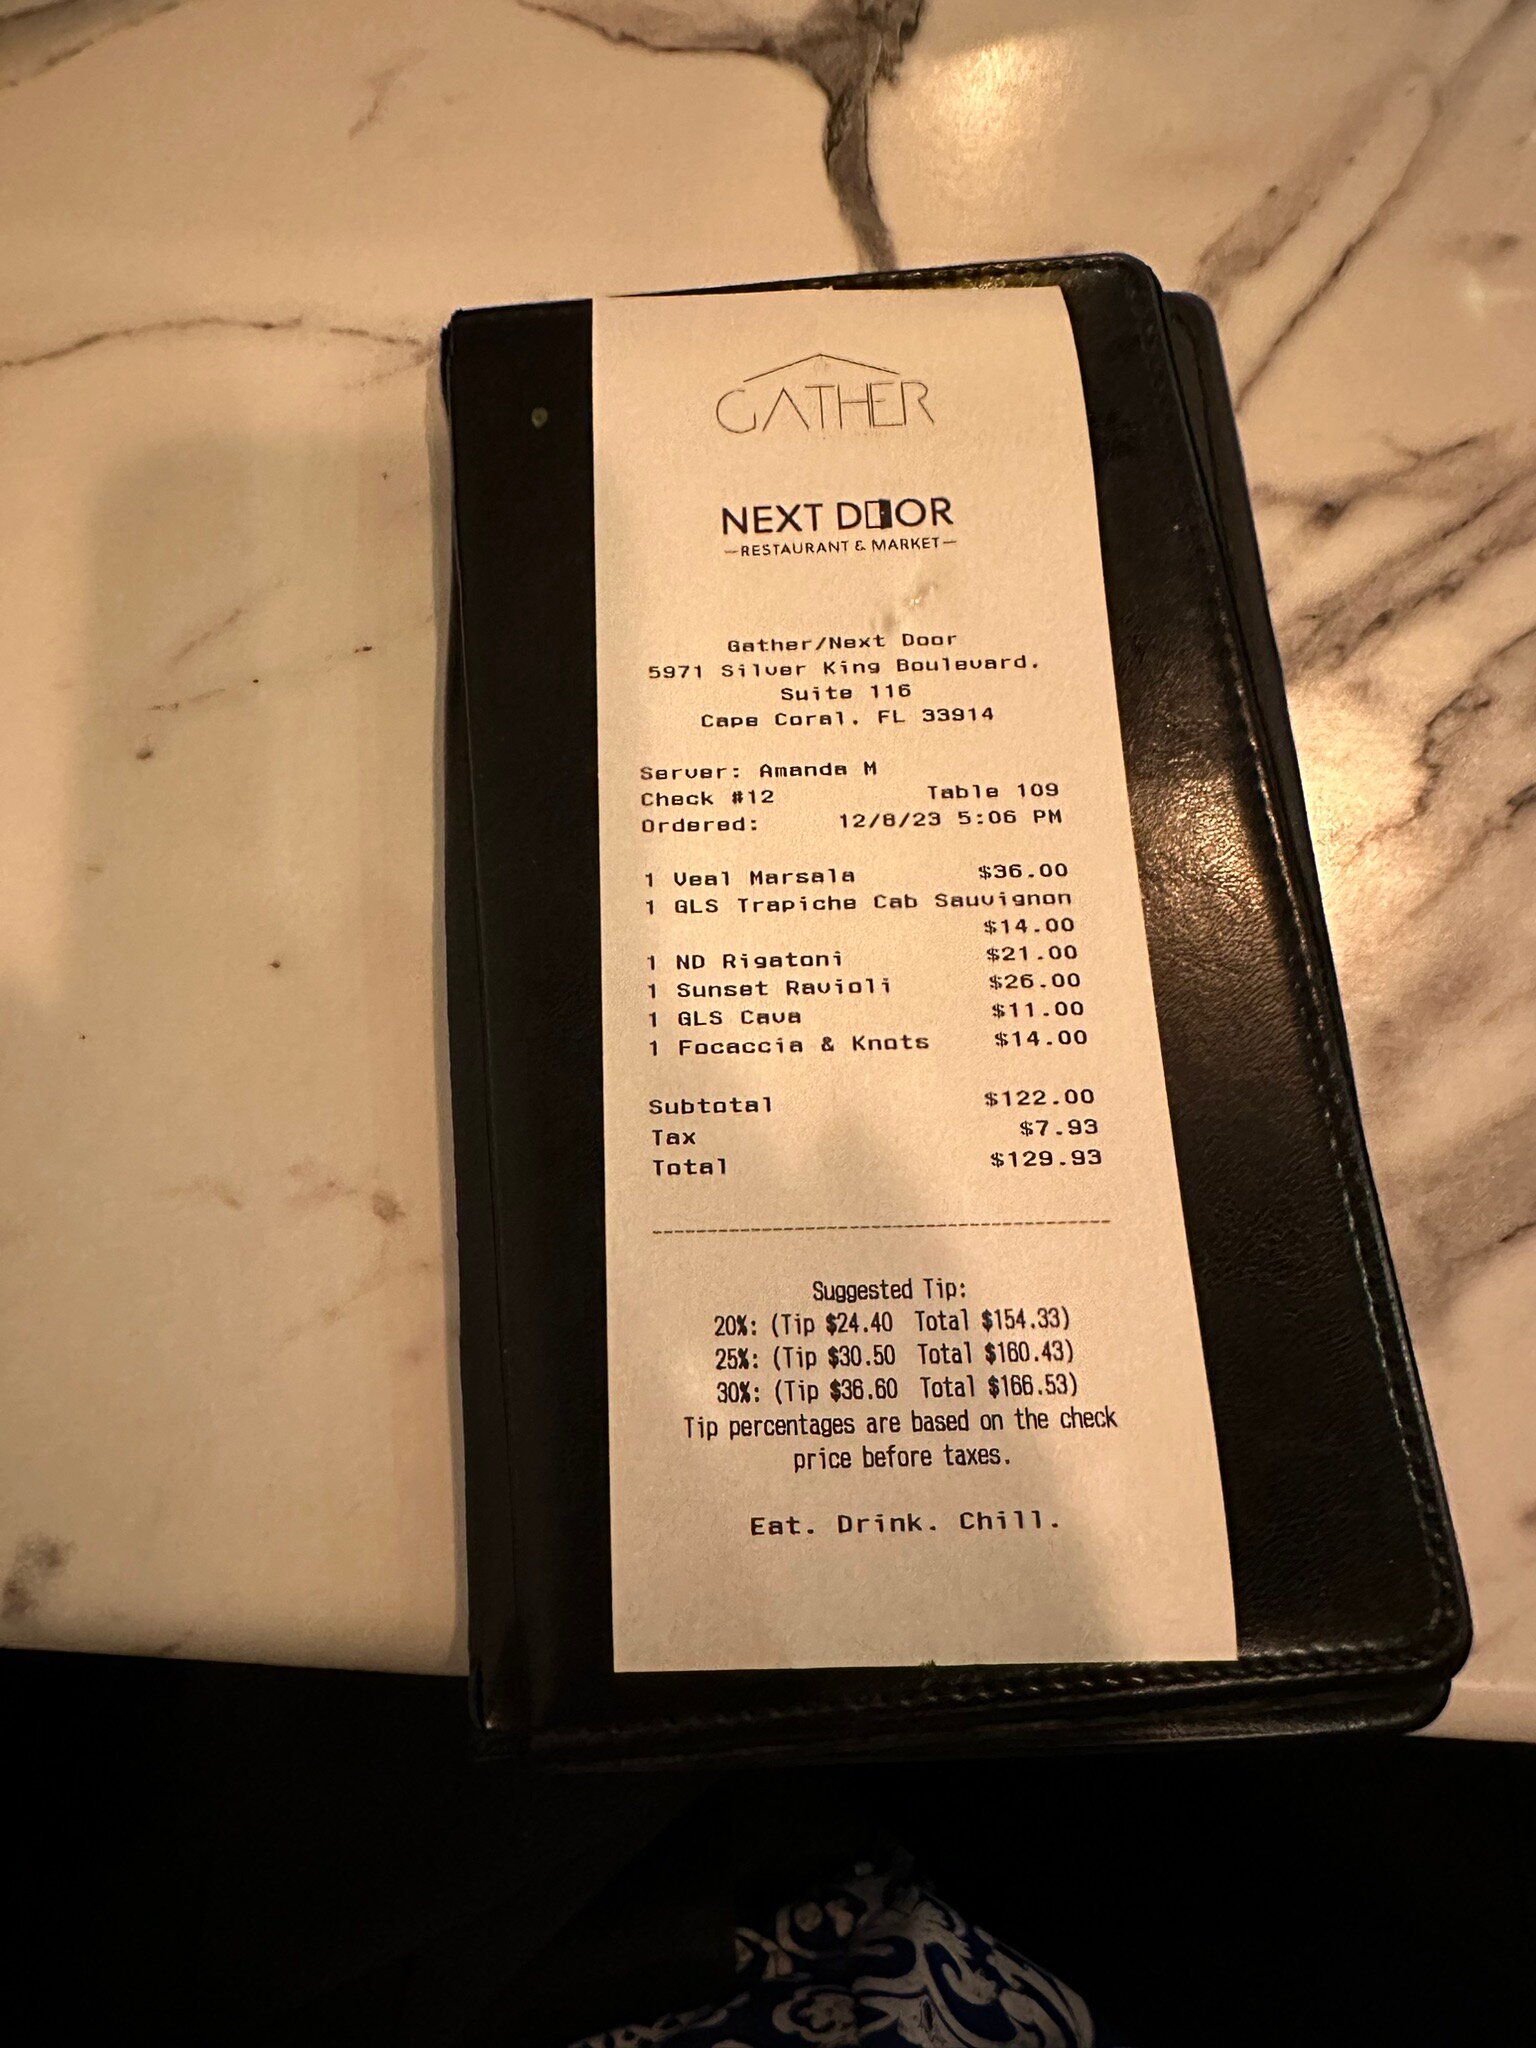 GATHER
NEXT DOOR
RESTAURANT & MARKET
Gather/Next Door
5971 Silver King Boulevard.
Suite 116
Cape Coral. FL 33914
Server: Amanda M
Check #12 Table 109
Ordered: 12/8/23 5:06 PM
1 Veal Marsala $36.00
1 GLS Trapiche Cab Sauvignon
$14.00
1 ND Rigatoni $21.00
1 Sunset Ravioli $26.00
1 GLS Cava $11.00
1 Focaccia & Knots $14.00
Subtotal $122.00
Tax $7.93
Total $129.93
Suggested Tip:
20%: (Tip $24.40 Total $154.33)
25%: (Tip $30.50 Total $160.43)
30%: (Tip $36.60 Total $166.53)
Tip percentages are based on the check
price before taxes.
Eat. Drink. Chill.